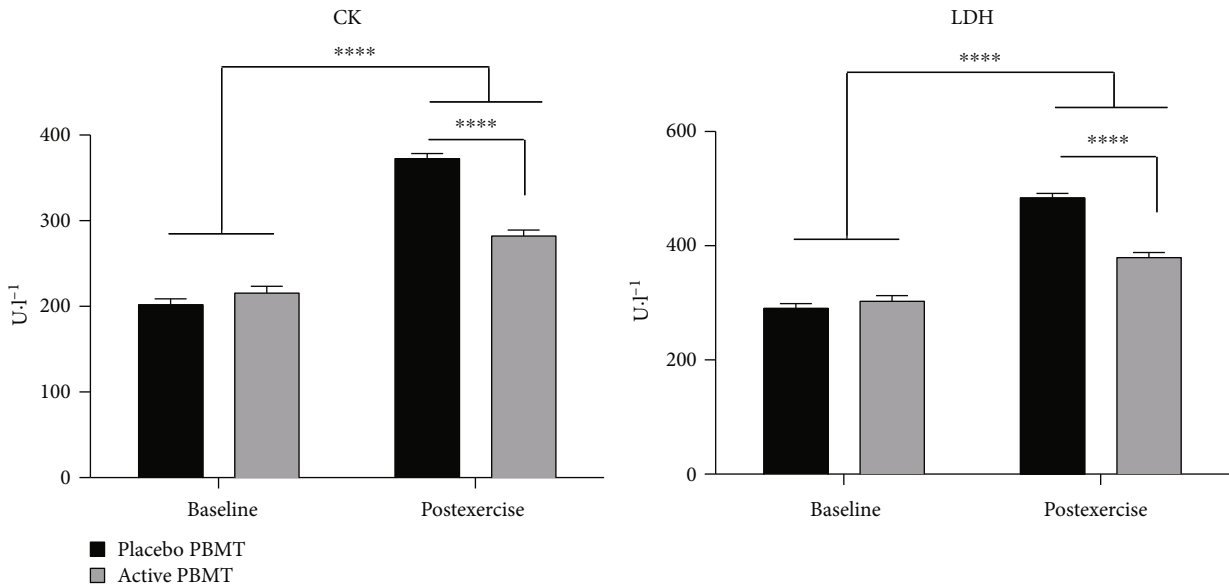 CK
****
****
400
300
200
100
0
U·l⁻¹
Baseline
Postexercise
LDH
****
****
600
400
200
0
U·l⁻¹
Baseline
Postexercise
Placebo PBMT
Active PBMT